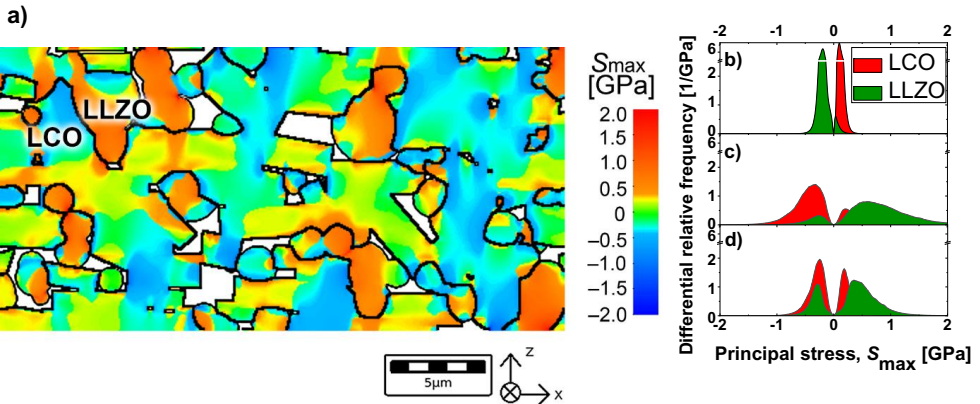 a)
LLZO
LCO
Smax
[GPa]
2.0
1.5
1.0
0.5
0
−0.5
−1.0
−1.5
−2.0
5µm
z
x
Differential relative frequency [1/GPa]
-2 -1 0 1 2
b)
LCO
LLZO
6
2
1
0
c)
6
2
1
0
d)
6
2
1
0
-2 -1 0 1 2
Principal stress, Smax [GPa]